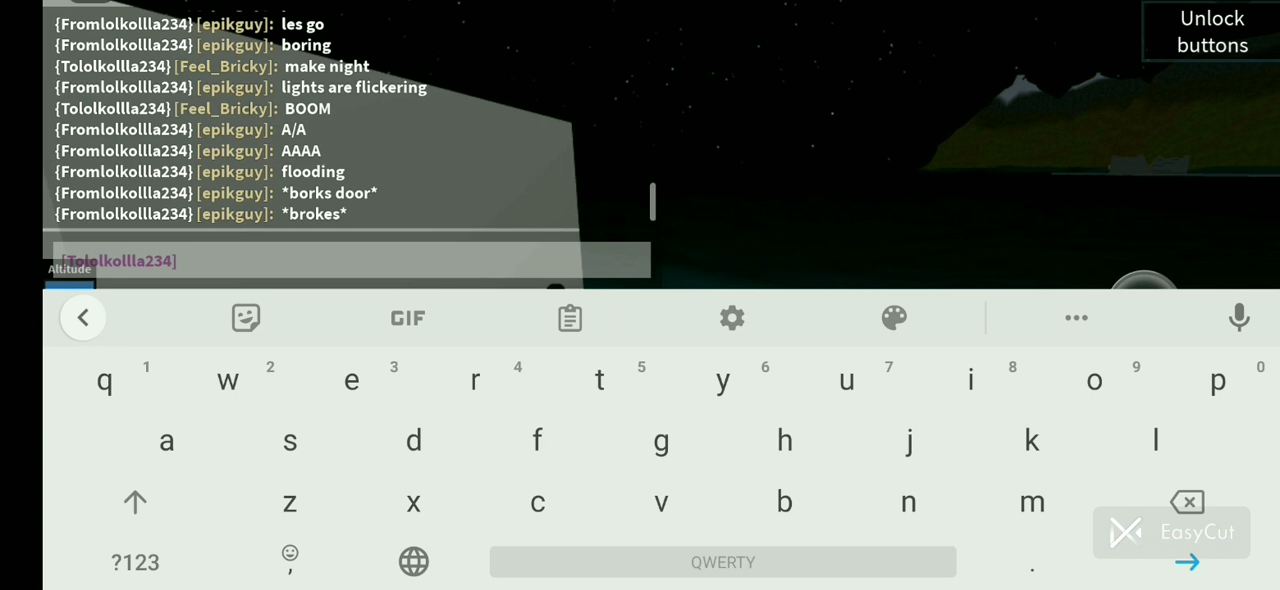 {Fromlolkollla234} [epikguy]: les go
{Fromlolkollla234} [epikguy]: boring
{Tololkollla234} [Feel_Bricky]: make night
{Fromlolkollla234} [epikguy]: lights are flickering
{Tololkollla234} [Feel_Bricky]: BOOM
{Fromlolkollla234} [epikguy]: A/A
{Fromlolkollla234} [epikguy]: AAAA
{Fromlolkollla234} [epikguy]: flooding
{Fromlolkollla234} [epikguy]: *borks door*
{Fromlolkollla234} [epikguy]: *brokes*
[Tololkollla234]
Altitude
Unlock
buttons
GIF
q 1 w 2 e 3 r 4 t 5 y 6 u 7 i 8 o 9 p 0
a s d f g h j k l
z x c v b n m
EasyCut
?123 , QWERTY .